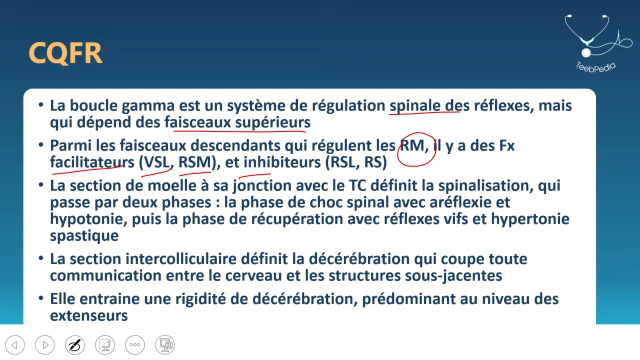 TeebPedia
CQFR
• La boucle gamma est un système de régulation spinale des réflexes, mais
qui dépend des faisceaux supérieurs
• Parmi les faisceaux descendants qui régulent les RM, il y a des Fx
facilitateurs (VSL, RSM), et inhibiteurs (RSL, RS)
• La section de moelle à sa jonction avec le TC définit la spinalisation, qui
passe par deux phases : la phase de choc spinal avec aréflexie et
hypotonie, puis la phase de récupération avec réflexes vifs et hypertonie
spastique
• La section intercolliculaire définit la décérébration qui coupe toute
communication entre le cerveau et les structures sous-jacentes
• Elle entraine une rigidité de décérébration, prédominant au niveau des
extenseurs